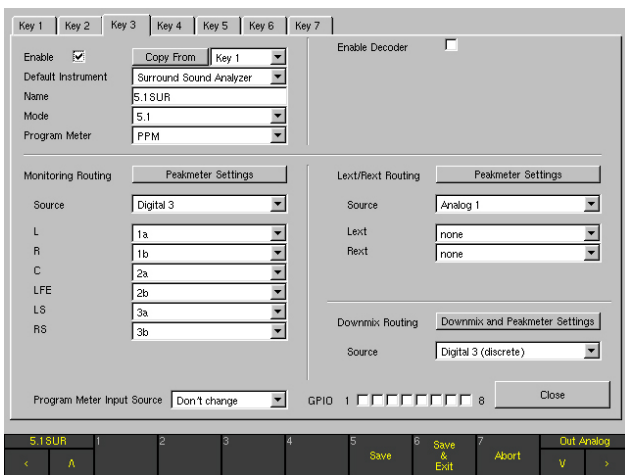 Key 1 Key 2 Key 3 Key 4 Key 5 Key 6 Key 7
Enable Copy From Key 1
Default Instrument Surround Sound Analyzer
Name 5.1SUR
Mode 5.1
Program Meter PPM
Enable Decoder
Monitoring Routing Peakmeter Settings
Source Digital 3
L 1a
R 1b
C 2a
LFE 2b
LS 3a
RS 3b
Lext/Rext Routing Peakmeter Settings
Source Analog 1
Lext none
Rext none
Downmix Routing Downmix and Peakmeter Settings
Source Digital 3 (discrete)
Program Meter Input Source Don't change
GPIO 1 8
Close
5.1SUR 1 2 3 4 5 Save 6 Save & Exit 7 Abort Out Analog
< Λ V >